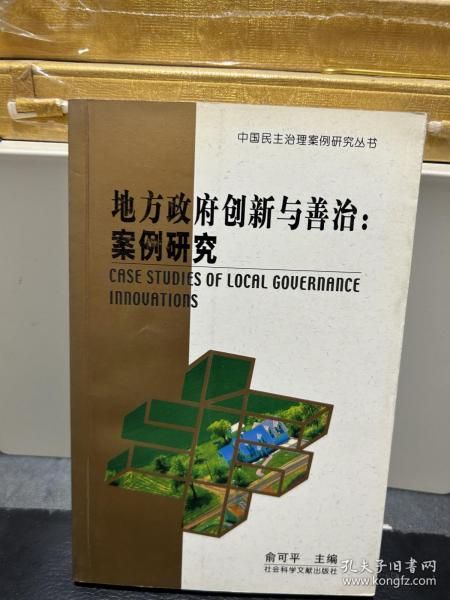 中国民主治理案例研究丛书
地方政府创新与善治：
案例研究
CASE STUDIES OF LOCAL GOVERNANCE
INNOVATIONS
俞可平 主编
社会科学文献出版社
孔夫子旧书网
www.kongfz.com